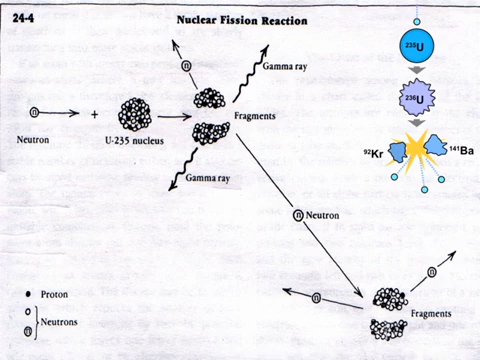 24-4
Nuclear Fission Reaction
n
Gamma ray
n
+
Fragments
Neutron
U-235 nucleus
Gamma ray
n
Neutron
n
n
Fragments
Proton
Neutrons
n
235U
236U
92Kr
141Ba